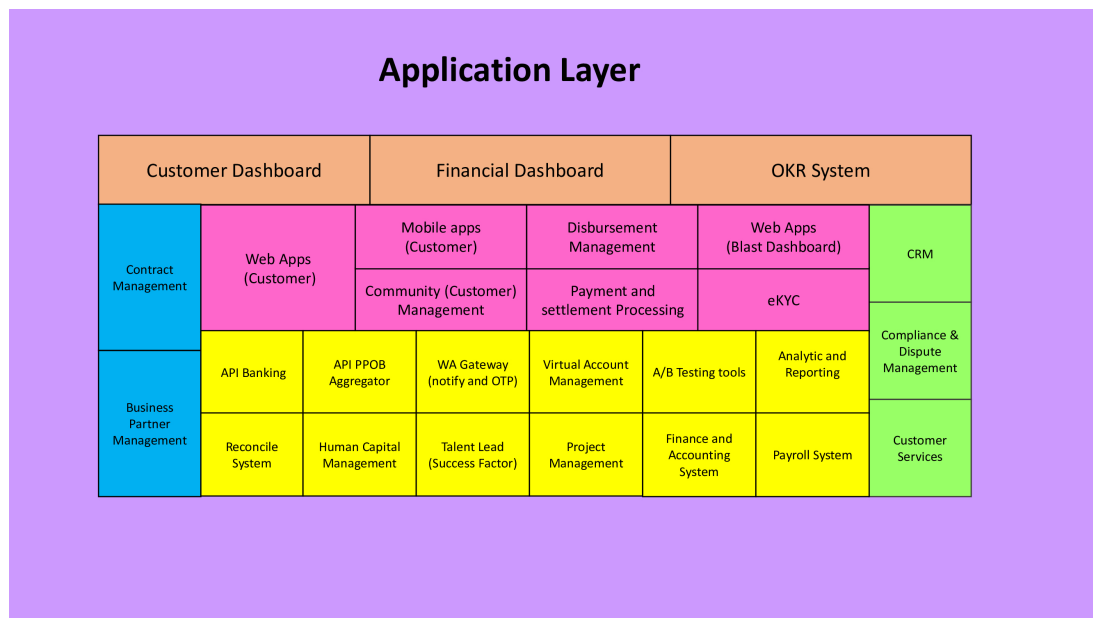 Application Layer
Customer Dashboard
Financial Dashboard
OKR System
Contract
Management
Business
Partner
Management
Web Apps
(Customer)
Mobile apps
(Customer)
Disbursement
Management
Web Apps
(Blast Dashboard)
Community (Customer)
Management
Payment and
settlement Processing
eKYC
API Banking
API PPOB
Aggregator
WA Gateway
(notify and OTP)
Virtual Account
Management
A/B Testing tools
Analytic and
Reporting
Reconcile
System
Human Capital
Management
Talent Lead
(Success Factor)
Project
Management
Finance and
Accounting
System
Payroll System
CRM
Compliance &
Dispute
Management
Customer
Services